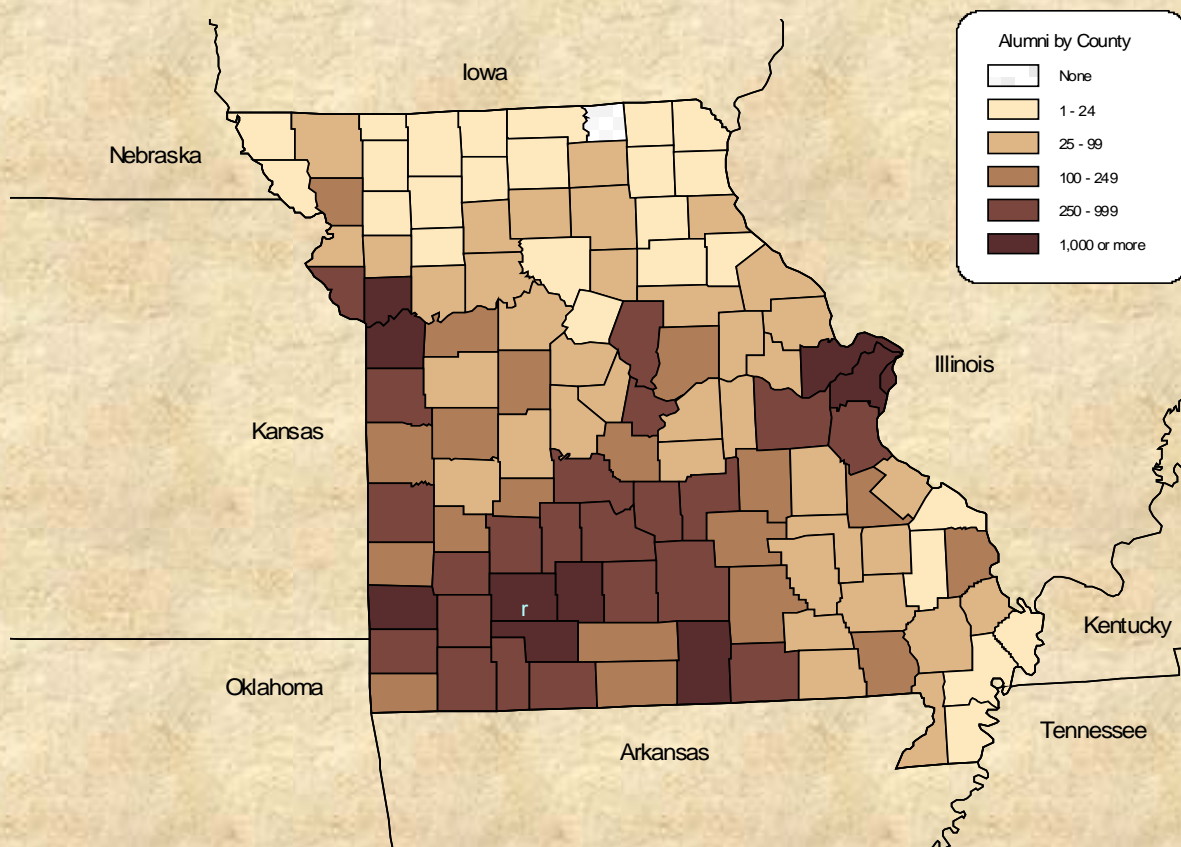 Alumni by County
None
1 - 24
25 - 99
100 - 249
250 - 999
1,000 or more
Iowa
Nebraska
Illinois
Kansas
r
Kentucky
Oklahoma
Tennessee
Arkansas